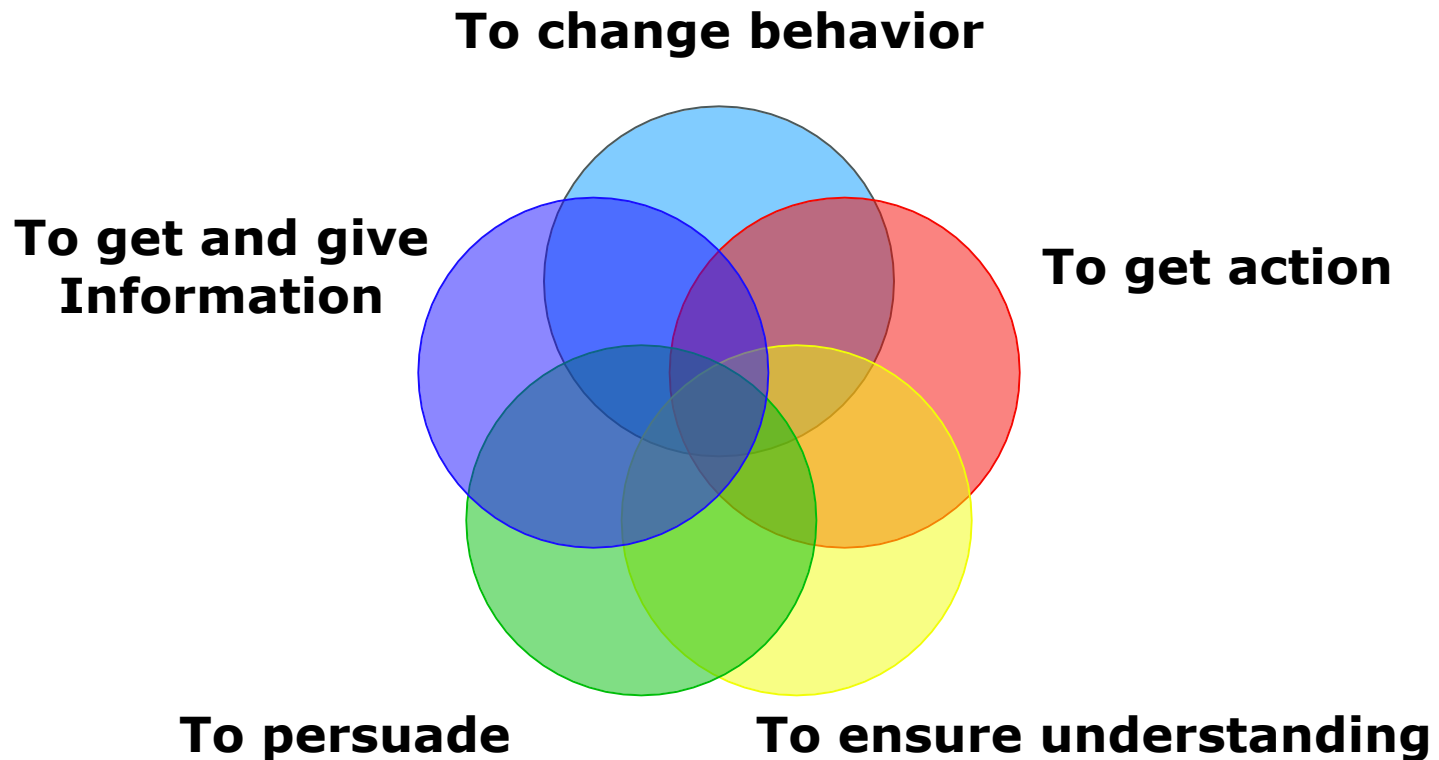 To change behavior
To get and give
Information
To get action
To persuade
To ensure understanding